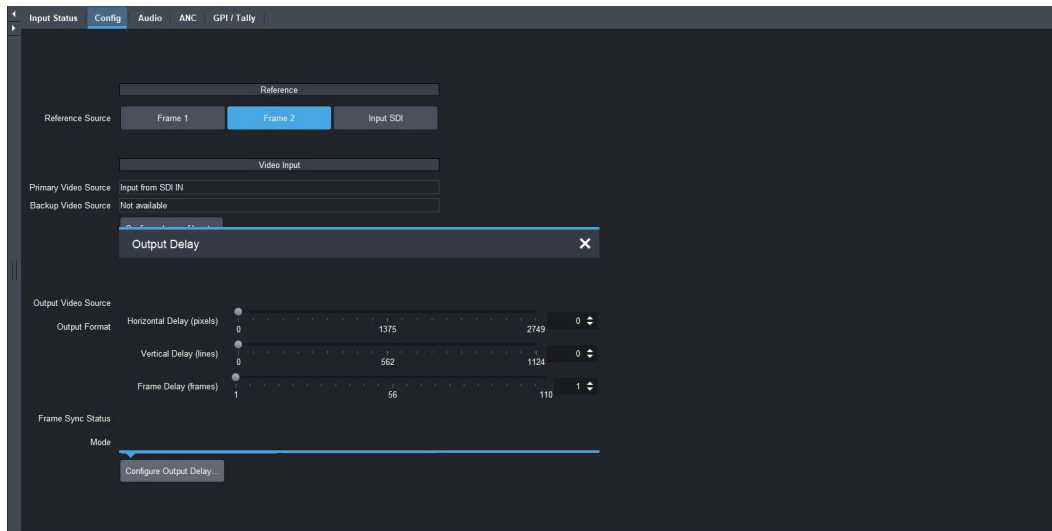 Input Status Config Audio ANC GPI / Tally
Reference
Reference Source Frame 1 Frame 2 Input SDI
Video Input
Primary Video Source Input from SDI IN
Backup Video Source Not available
Output Delay
Output Video Source
Output Format
Horizontal Delay (pixels) 0 1375 2749 0
Vertical Delay (lines) 0 562 1124 0
Frame Delay (frames) 1 56 110 1
Frame Sync Status
Mode
Configure Output Delay...